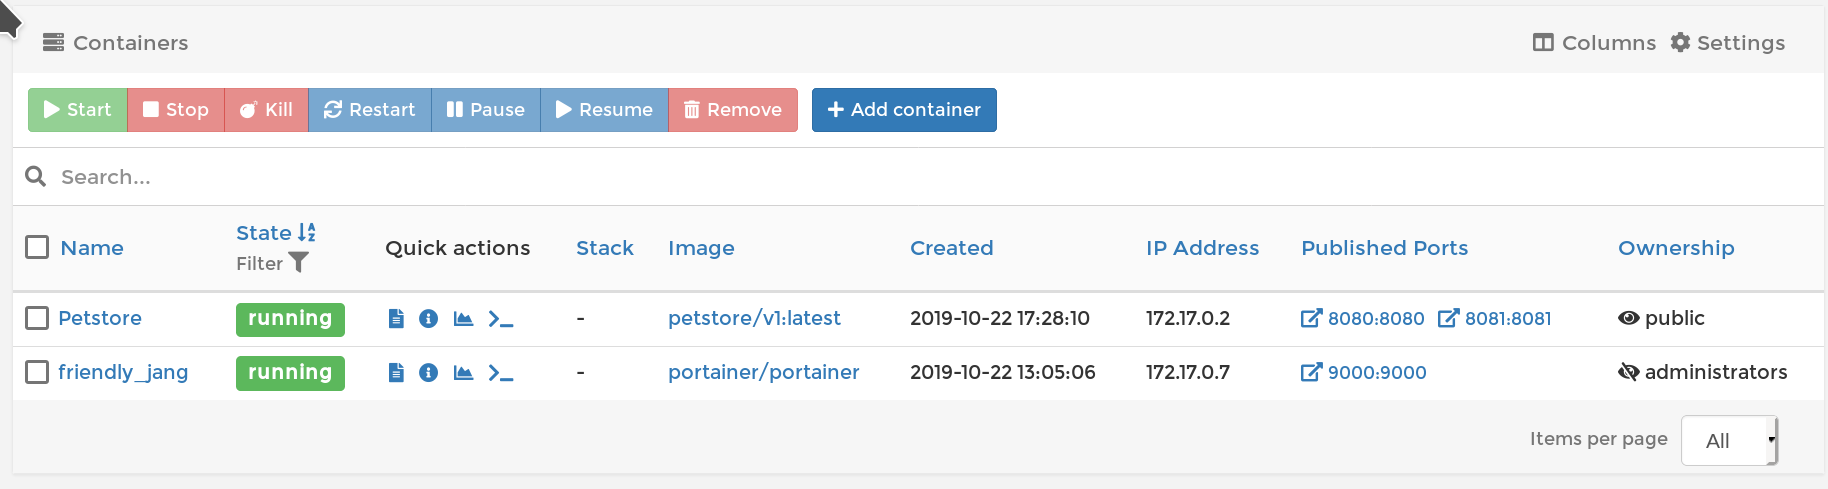 Containers Columns Settings
Start Stop Kill Restart Pause Resume Remove Add container
Search...
Name State Filter Quick actions Stack Image Created IP Address Published Ports Ownership
Petstore running - petstore/v1:latest 2019-10-22 17:28:10 172.17.0.2 8080:8080 8081:8081 public
friendly_jang running - portainer/portainer 2019-10-22 13:05:06 172.17.0.7 9000:9000 administrators
Items per page All